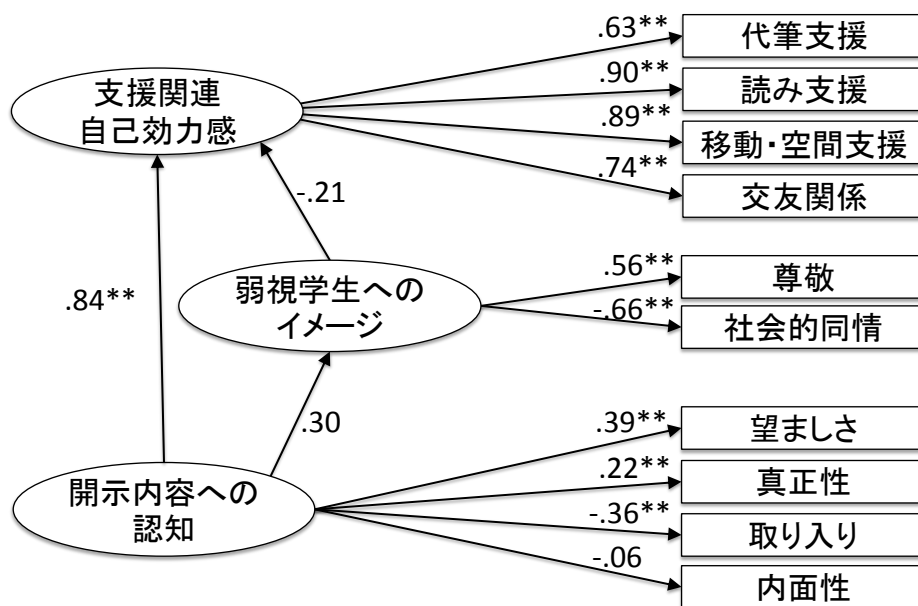 .63**
代筆支援
支援関連
自己効力感
.90**
読み支援
.89**
移動・空間支援
.74**
交友関係
-.21
弱視学生への
イメージ
.56**
尊敬
-.66**
社会的同情
.84**
.30
開示内容への
認知
.39**
望ましさ
.22**
真正性
-.36**
取り入り
-.06
内面性